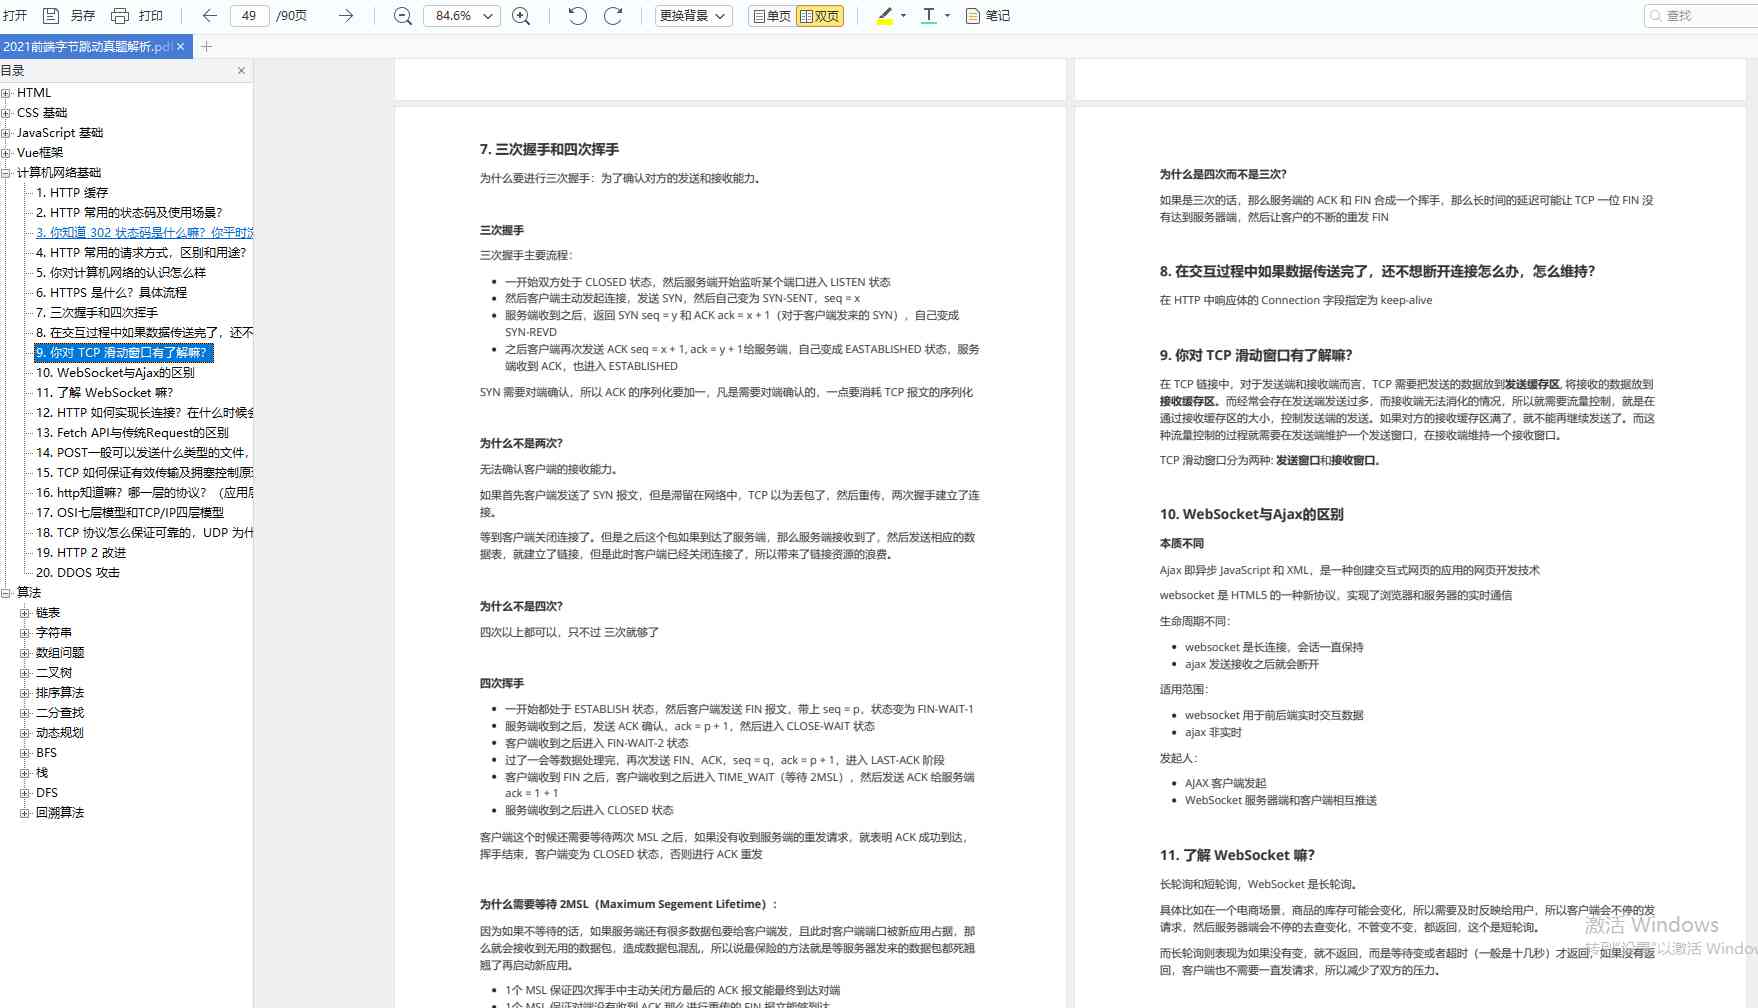 打开 另存 打印 49 /90页 84.6% 更换背景 单页 双页 T 笔记 查找
2021前端字节跳动真题解析.pdf × +
目录 ×
HTML
CSS 基础
JavaScript 基础
Vue框架
计算机网络基础
1. HTTP 缓存
2. HTTP 常用的状态码及使用场景？
3. 你知道 302 状态码是什么嘛？你平时浏
4. HTTP 常用的请求方式，区别和用途？
5. 你对计算机网络的认识怎么样
6. HTTPS 是什么？具体流程
7. 三次握手和四次挥手
8. 在交互过程中如果数据传送完了，还不
9. 你对 TCP 滑动窗口有了解嘛？
10. WebSocket与Ajax的区别
11. 了解 WebSocket 嘛？
12. HTTP 如何实现长连接？在什么时候会
13. Fetch API与传统Request的区别
14. POST一般可以发送什么类型的文件，
15. TCP 如何保证有效传输及拥塞控制原
16. http知道嘛？哪一层的协议？（应用层
17. OSI七层模型和TCP/IP四层模型
18. TCP 协议怎么保证可靠的，UDP 为什
19. HTTP 2 改进
20. DDOS 攻击
算法
链表
字符串
数组问题
二叉树
排序算法
二分查找
动态规划
BFS
栈
DFS
回溯算法
7. 三次握手和四次挥手
为什么要进行三次握手：为了确认对方的发送和接收能力。
三次握手
三次握手主要流程：
• 一开始双方处于 CLOSED 状态，然后服务端开始监听某个端口进入 LISTEN 状态
• 然后客户端主动发起连接，发送 SYN，然后自己变为 SYN-SENT，seq = x
• 服务端收到之后，返回 SYN seq = y 和 ACK ack = x + 1（对于客户端发来的 SYN），自己变成
SYN-REVD
• 之后客户端再次发送 ACK seq = x + 1, ack = y + 1给服务端，自己变成 EASTABLISHED 状态，服务
端收到 ACK，也进入 ESTABLISHED
SYN 需要对端确认，所以 ACK 的序列化要加一，凡是需要对端确认的，一点要消耗 TCP 报文的序列化
为什么不是两次？
无法确认客户端的接收能力。
如果首先客户端发送了 SYN 报文，但是滞留在网络中，TCP 以为丢包了，然后重传，两次握手建立了连
接。
等到客户端关闭连接了。但是之后这个包如果到达了服务端，那么服务端接收到了，然后发送相应的数
据表，就建立了链接，但是此时客户端已经关闭连接了，所以带来了链接资源的浪费。
为什么不是四次？
四次以上都可以，只不过 三次就够了
四次挥手
• 一开始都处于 ESTABLISH 状态，然后客户端发送 FIN 报文，带上 seq = p，状态变为 FIN-WAIT-1
• 服务端收到之后，发送 ACK 确认，ack = p + 1，然后进入 CLOSE-WAIT 状态
• 客户端收到之后进入 FIN-WAIT-2 状态
• 过了一会等数据处理完，再次发送 FIN、ACK，seq = q，ack = p + 1，进入 LAST-ACK 阶段
• 客户端收到 FIN 之后，客户端收到之后进入 TIME_WAIT（等待 2MSL），然后发送 ACK 给服务端
ack = 1 + 1
• 服务端收到之后进入 CLOSED 状态
客户端这个时候还需要等待两次 MSL 之后，如果没有收到服务端的重发请求，就表明 ACK 成功到达，
挥手结束，客户端变为 CLOSED 状态，否则进行 ACK 重发
为什么需要等待 2MSL（Maximum Segement Lifetime）：
因为如果不等待的话，如果服务端还有很多数据包要给客户端发，且此时客户端端口被新应用占据，那
么就会接收到无用的数据包，造成数据包混乱，所以说最保险的方法就是等服务器发来的数据包都死翘
翘了再启动新应用。
• 1个 MSL 保证四次挥手中主动关闭方最后的 ACK 报文能最终到达对端
• 1个 MSL 保证对端没有收到 ACK 那么进行重传的 FIN 报文能够到达
为什么是四次而不是三次？
如果是三次的话，那么服务端的 ACK 和 FIN 合成一个挥手，那么长时间的延迟可能让 TCP 一位 FIN 没
有达到服务器端，然后让客户的不断的重发 FIN
8. 在交互过程中如果数据传送完了，还不想断开连接怎么办，怎么维持？
在 HTTP 中响应体的 Connection 字段指定为 keep-alive
9. 你对 TCP 滑动窗口有了解嘛？
在 TCP 链接中，对于发送端和接收端而言，TCP 需要把发送的数据放到发送缓存区, 将接收的数据放到
接收缓存区。而经常会存在发送端发送过多，而接收端无法消化的情况，所以就需要流量控制，就是在
通过接收缓存区的大小，控制发送端的发送。如果对方的接收缓存区满了，就不能再继续发送了。而这
种流量控制的过程就需要在发送端维护一个发送窗口，在接收端维持一个接收窗口。
TCP 滑动窗口分为两种: 发送窗口和接收窗口。
10. WebSocket与Ajax的区别
本质不同
Ajax 即异步 JavaScript 和 XML，是一种创建交互式网页的应用的网页开发技术
websocket 是 HTML5 的一种新协议，实现了浏览器和服务器的实时通信
生命周期不同：
• websocket 是长连接，会话一直保持
• ajax 发送接收之后就会断开
适用范围：
• websocket 用于前后端实时交互数据
• ajax 非实时
发起人：
• AJAX 客户端发起
• WebSocket 服务器端和客户端相互推送
11. 了解 WebSocket 嘛？
长轮询和短轮询，WebSocket 是长轮询。
具体比如在一个电商场景，商品的库存可能会变化，所以需要及时反映给用户，所以客户端会不停的发
请求，然后服务器端会不停的去查变化，不管变不变，都返回，这个是短轮询。
而长轮询则表现为如果没有变，就不返回，而是等待变或者超时（一般是十几秒）才返回，如果没有返
回，客户端也不需要一直发请求，所以减少了双方的压力。
激活 Windows
转到“设置”以激活 Windows